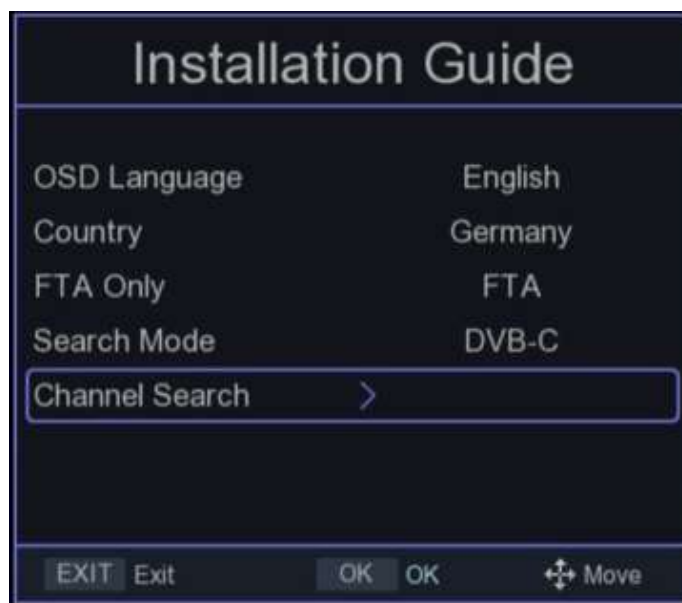 Installation Guide
OSD Language English
Country Germany
FTA Only FTA
Search Mode DVB-C
Channel Search >
EXIT Exit OK OK Move